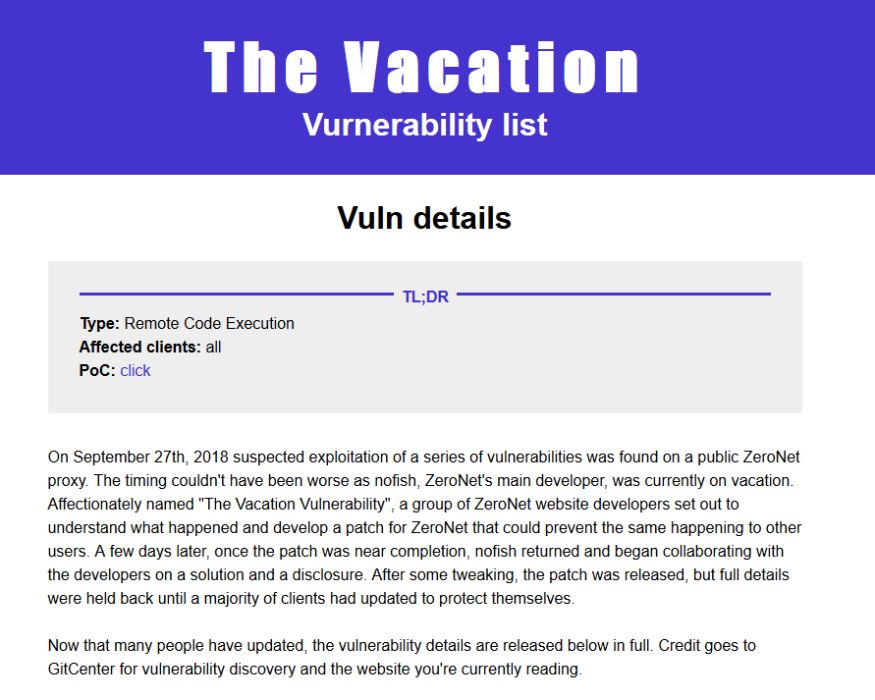 The Vacation
Vurnerability list
Vuln details
TL;DR
Type: Remote Code Execution
Affected clients: all
PoC: click
On September 27th, 2018 suspected exploitation of a series of vulnerabilities was found on a public ZeroNet
proxy. The timing couldn't have been worse as nofish, ZeroNet's main developer, was currently on vacation.
Affectionately named "The Vacation Vulnerability", a group of ZeroNet website developers set out to
understand what happened and develop a patch for ZeroNet that could prevent the same happening to other
users. A few days later, once the patch was near completion, nofish returned and began collaborating with
the developers on a solution and a disclosure. After some tweaking, the patch was released, but full details
were held back until a majority of clients had updated to protect themselves.
Now that many people have updated, the vulnerability details are released below in full. Credit goes to
GitCenter for vulnerability discovery and the website you're currently reading.